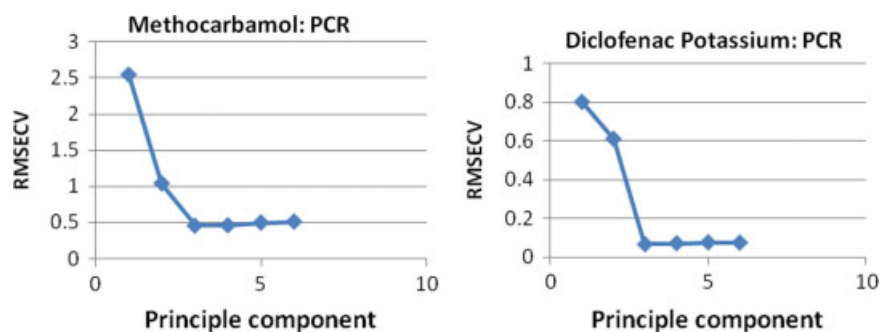 Methocarbamol: PCR
3
2.5
2
1.5
1
0.5
0
RMSECV
0 5 10
Principle component
Diclofenac Potassium: PCR
1
0.8
0.6
0.4
0.2
0
RMSECV
0 5 10
Principle component